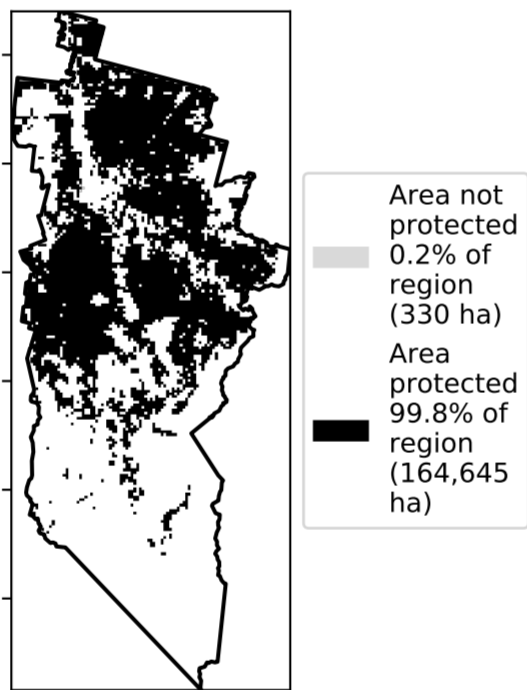 Area not
protected
0.2% of
region
(330 ha)
Area
protected
99.8% of
region
(164,645
ha)